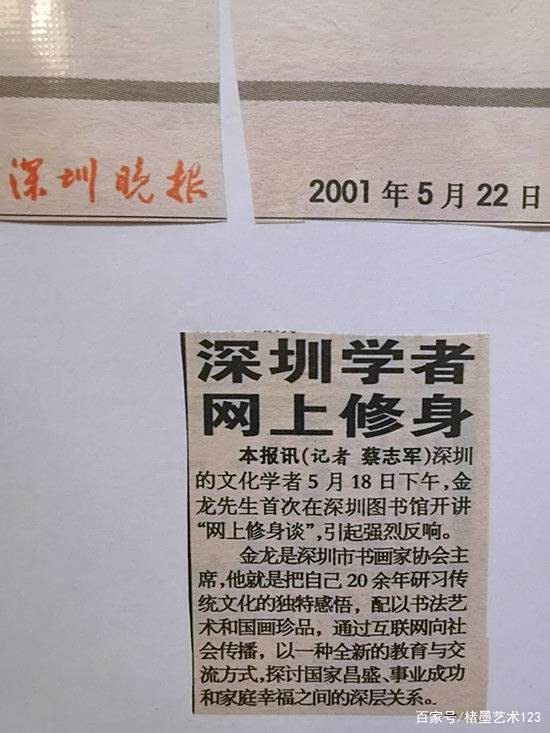 深圳晚报
2001年5月22日
深圳学者
网上修身
本报讯(记者 蔡志军)深圳
的文化学者5月18日下午,金
龙先生首次在深圳图书馆开讲
“网上修身谈”,引起强烈反响。
金龙是深圳市书画家协会主
席,他就是把自己20余年研习传
统文化的独特感悟，配以书法艺
术和国画珍品，通过互联网向社
会传播，以一种全新的教育与交
流方式,探讨国家昌盛、事业成功
和家庭幸福之间的深层关系。
百家号/楮墨艺术123